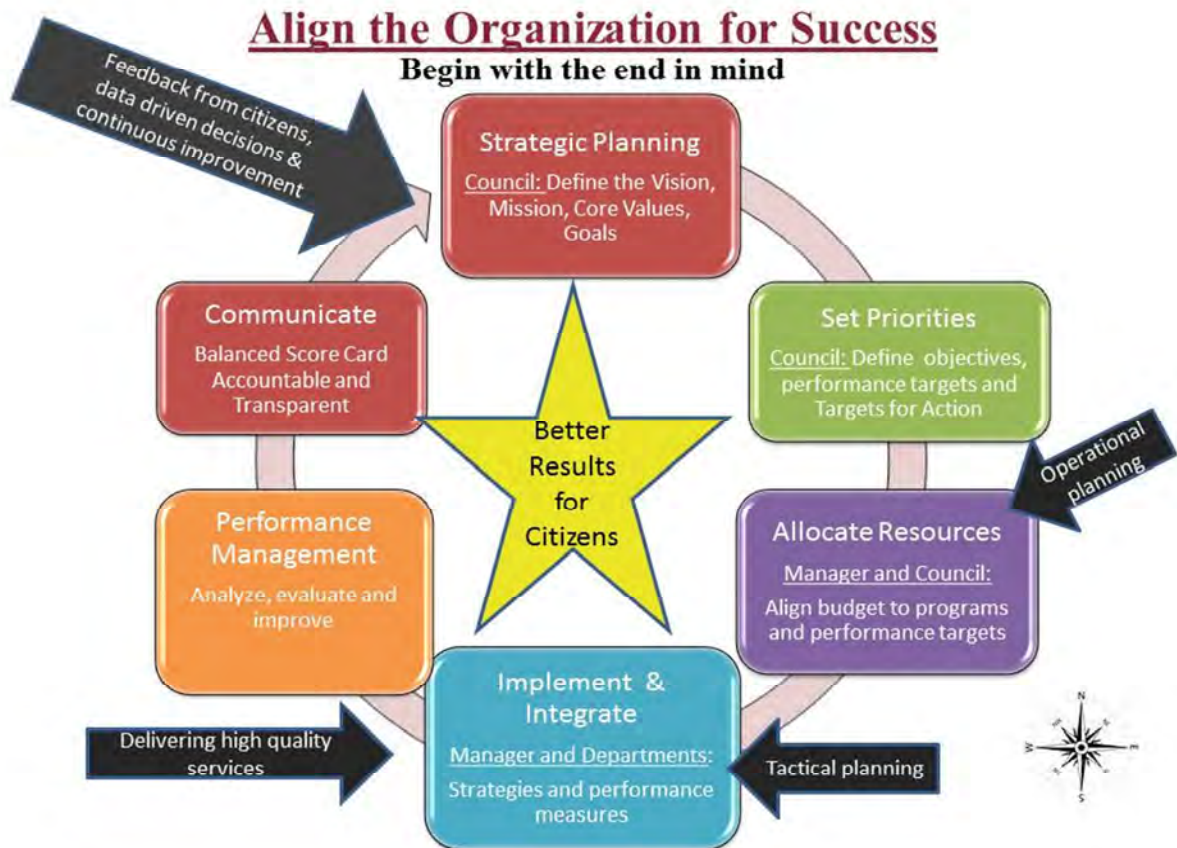 Align the Organization for Success
Begin with the end in mind
Feedback from citizens,
data driven decisions &
continuous improvement
Strategic Planning
Council: Define the Vision,
Mission, Core Values,
Goals
Set Priorities
Council: Define objectives,
performance targets and
Targets for Action
Operational
planning
Allocate Resources
Manager and Council:
Align budget to programs
and performance targets
Tactical planning
Implement &
Integrate
Manager and Departments:
Strategies and performance
measures
Delivering high quality
services
Performance
Management
Analyze, evaluate and
improve
Communicate
Balanced Score Card
Accountable and
Transparent
Better
Results
for
Citizens
N
W
E
S